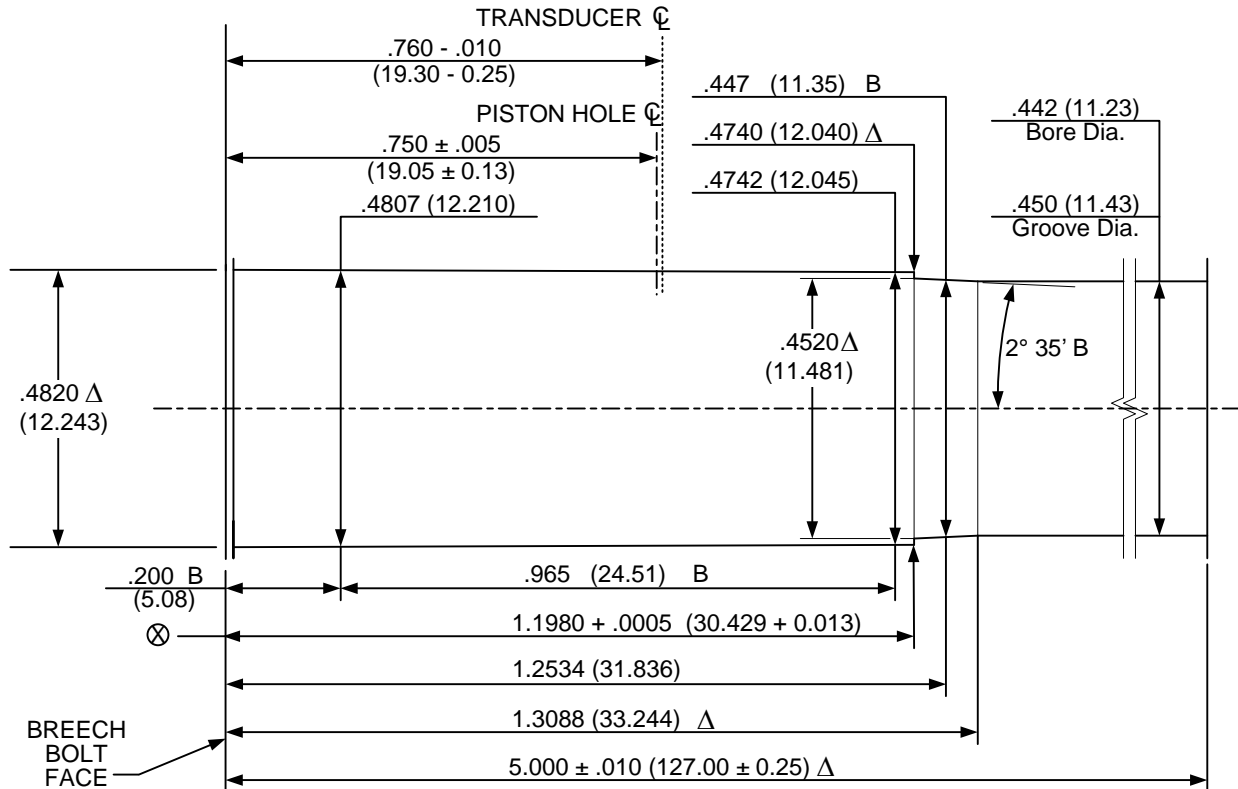 TRANSDUCER ℄
.760 - .010
(19.30 - 0.25)
.447 (11.35) B
PISTON HOLE ℄
.442 (11.23)
Bore Dia.
.4740 (12.040) Δ
.750 ± .005
(19.05 ± 0.13)
.4742 (12.045)
.4807 (12.210)
.450 (11.43)
Groove Dia.
.4820 Δ
(12.243)
.4520 Δ
(11.481)
2° 35’ B
.200 B
(5.08)
.965 (24.51) B
⊗
1.1980 + .0005 (30.429 + 0.013)
1.2534 (31.836)
1.3088 (33.244) Δ
BREECH
BOLT
FACE
5.000 ± .010 (127.00 ± 0.25) Δ